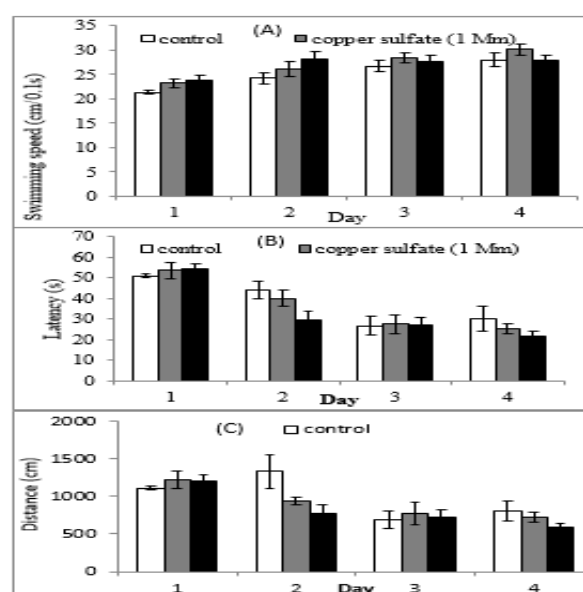 (A)
control
copper sulfate (1 Mm)
Swimming speed (cm/0.1s)
35
30
25
20
15
10
5
0
1
2
3
4
Day
(B)
control
copper sulfate (1 Mm)
Latency (s)
70
60
50
40
30
20
10
0
1
2
3
4
Day
(C)
control
Distance (cm)
2000
1500
1000
500
0
1
2
3
4
Day